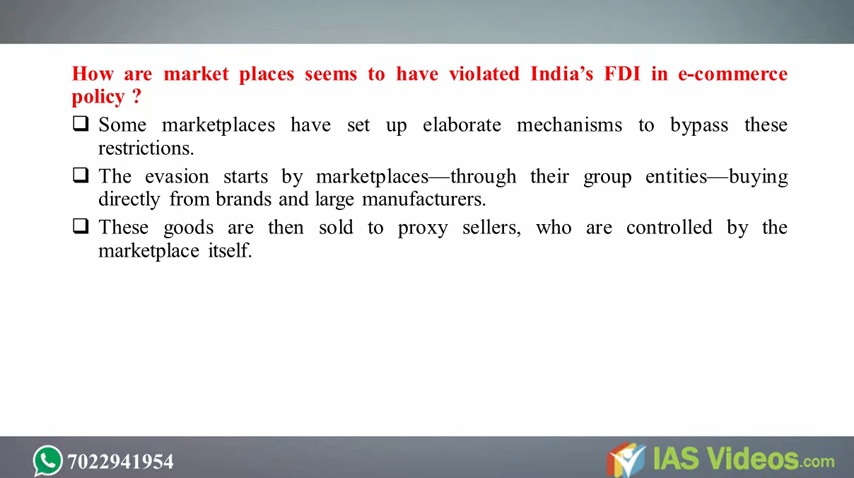 How are market places seems to have violated India's FDI in e-commerce
policy ?
Some marketplaces have set up elaborate mechanisms to bypass these
restrictions.
The evasion starts by marketplaces—through their group entities—buying
directly from brands and large manufacturers.
These goods are then sold to proxy sellers, who are controlled by the
marketplace itself.
7022941954
IAS Videos.com